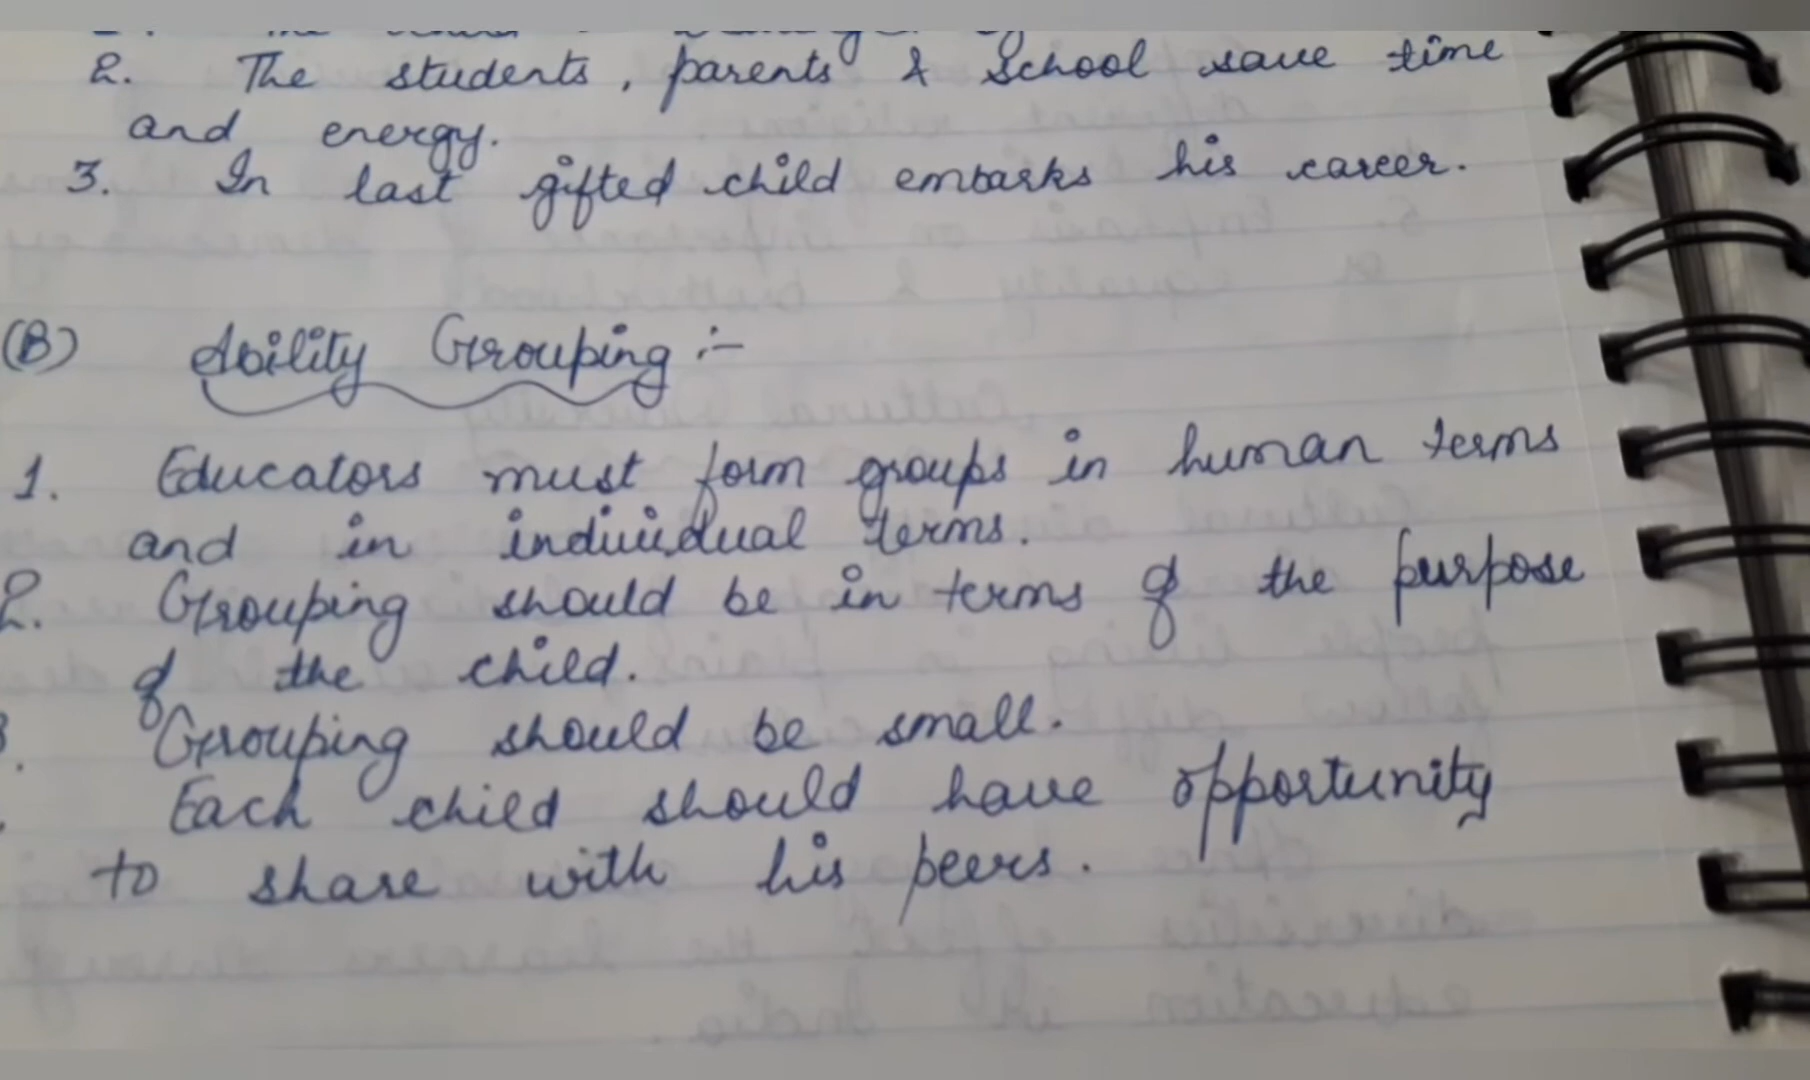 2. The students, parents & School save time
and energy.
3. In last gifted child embarks his career.
(B) Ability Grouping :-
1. Educators must form groups in human terms
and in individual terms.
2. Grouping should be in terms of the purpose
of the child.
3. Grouping should be small.
Each child should have opportunity
to share with his peers.